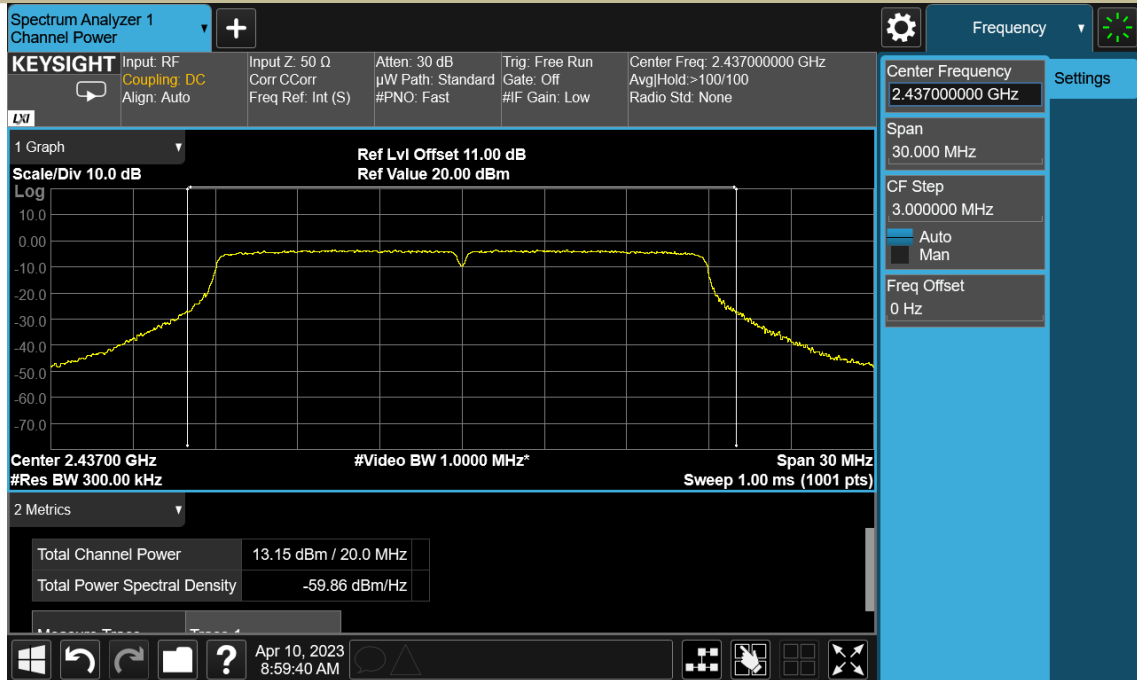 Spectrum Analyzer 1
Channel Power
Frequency
KEYSIGHT
LXI
Input: RF
Coupling: DC
Align: Auto
Input Z: 50 Ω
Corr CCorr
Freq Ref: Int (S)
Atten: 30 dB
µW Path: Standard
#PNO: Fast
Trig: Free Run
Gate: Off
#IF Gain: Low
Center Freq: 2.437000000 GHz
Avg|Hold:>100/100
Radio Std: None
Center Frequency
2.437000000 GHz
Settings
Span
30.000 MHz
CF Step
3.000000 MHz
Auto
Man
Freq Offset
0 Hz
1 Graph
Ref Lvl Offset 11.00 dB
Scale/Div 10.0 dB
Ref Value 20.00 dBm
Log
10.0
0.00
-10.0
-20.0
-30.0
-40.0
-50.0
-60.0
-70.0
Center 2.43700 GHz
#Video BW 1.0000 MHz*
Span 30 MHz
#Res BW 300.00 kHz
Sweep 1.00 ms (1001 pts)
2 Metrics
Total Channel Power
13.15 dBm / 20.0 MHz
Total Power Spectral Density
-59.86 dBm/Hz
Measure Trace
Trace 1
?
Apr 10, 2023
8:59:40 AM